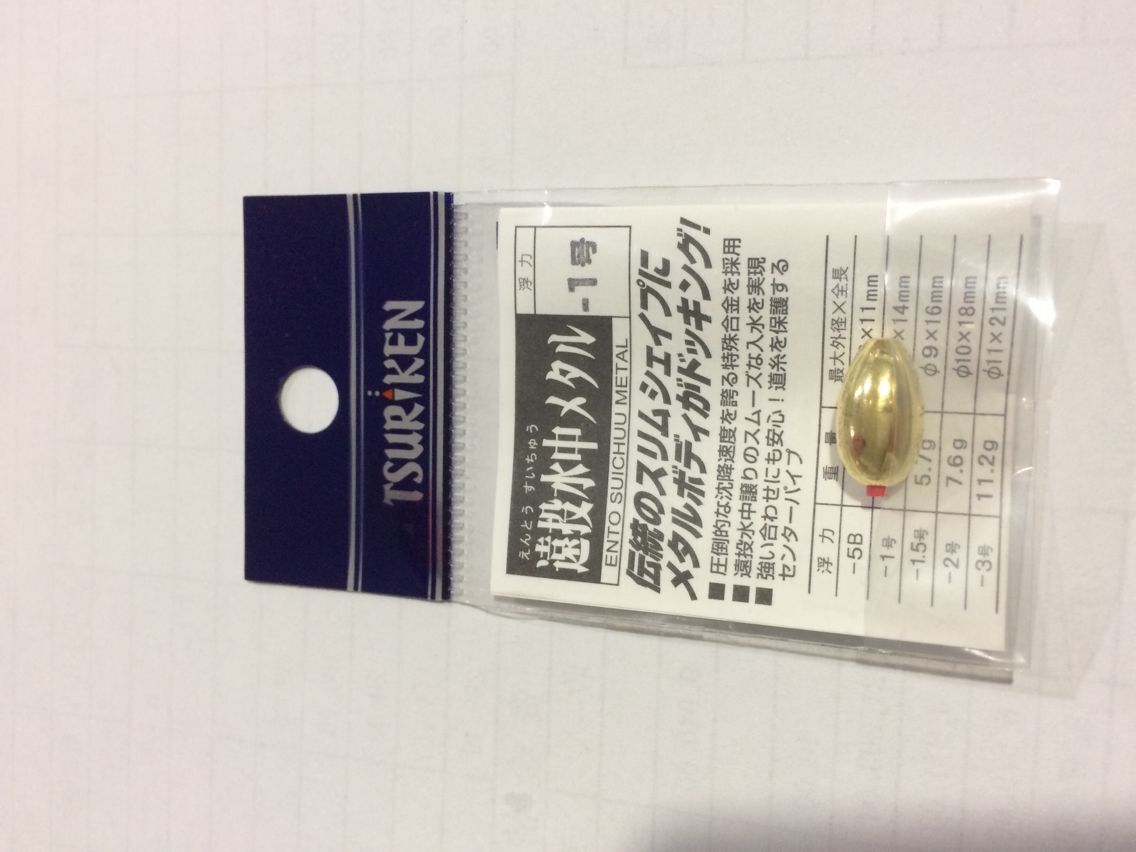 TSURiKEN
えんとう すいちゅう
遠投水中メタル
ENTO SUICHUU METAL
浮力
-1号
伝統のスリムシェイプに
メタルボディがドッキング!
■ 圧倒的な沈降速度を誇る特殊合金を採用
■ 遠投水中譲りのスムーズな入水を実現
■ 強い合わせにも安心!道糸を保護する
センターパイプ
浮力 重量 最大外径×全長
-5B ×11mm
-1号 ×14mm
-1.5号 5.7g φ9×16mm
-2号 7.6g φ10×18mm
-3号 11.2g φ11×21mm